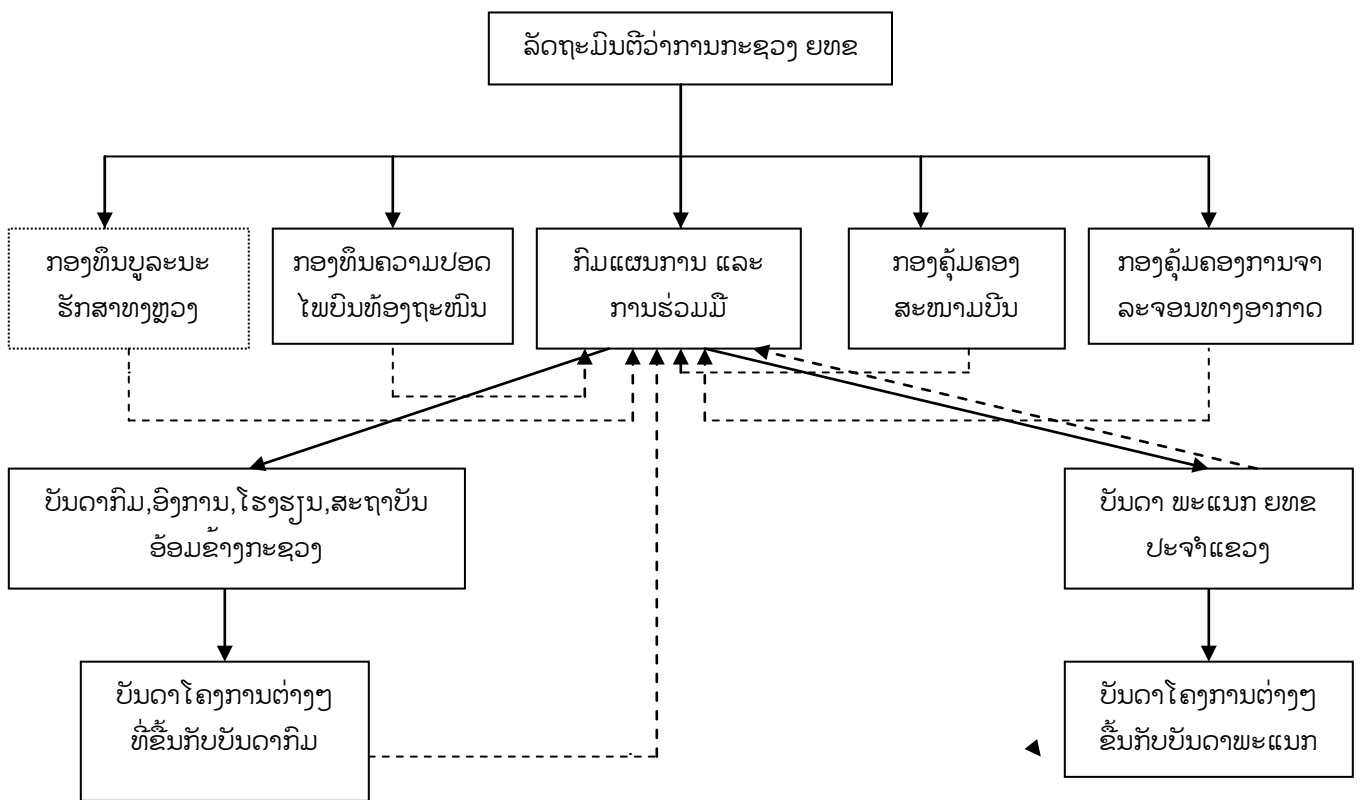 ລັດຖະມົນຕີວ່າການກະຊວງ ຍທຂ
ກອງທຶນບູລະນະ
ຮັກສາທາງຫຼວງ
ກອງທຶນຄວາມປອດ
ໄພບົນທ້ອງຖະໜົນ
ກົມແຜນການ ແລະ
ການຮ່ວມມື
ກອງຄຸ້ມຄອງ
ສະໜາມບີນ
ກອງຄຸ້ມຄອງການຈາ
ລະຈອນທາງອາກາດ
ບັນດາກົມ,ອົງການ,ໂຮງຮຽນ,ສະຖາບັນ
ອ້ອມຂ້າງກະຊວງ
ບັນດາ ພະແນກ ຍທຂ
ປະຈຳແຂວງ
ບັນດາໂຄງການຕ່າງໆ
ທີ່ຂື້ນກັບບັນດາກົມ
ບັນດາໂຄງການຕ່າງໆ
ຂື້ນກັບບັນດາພະແນກ